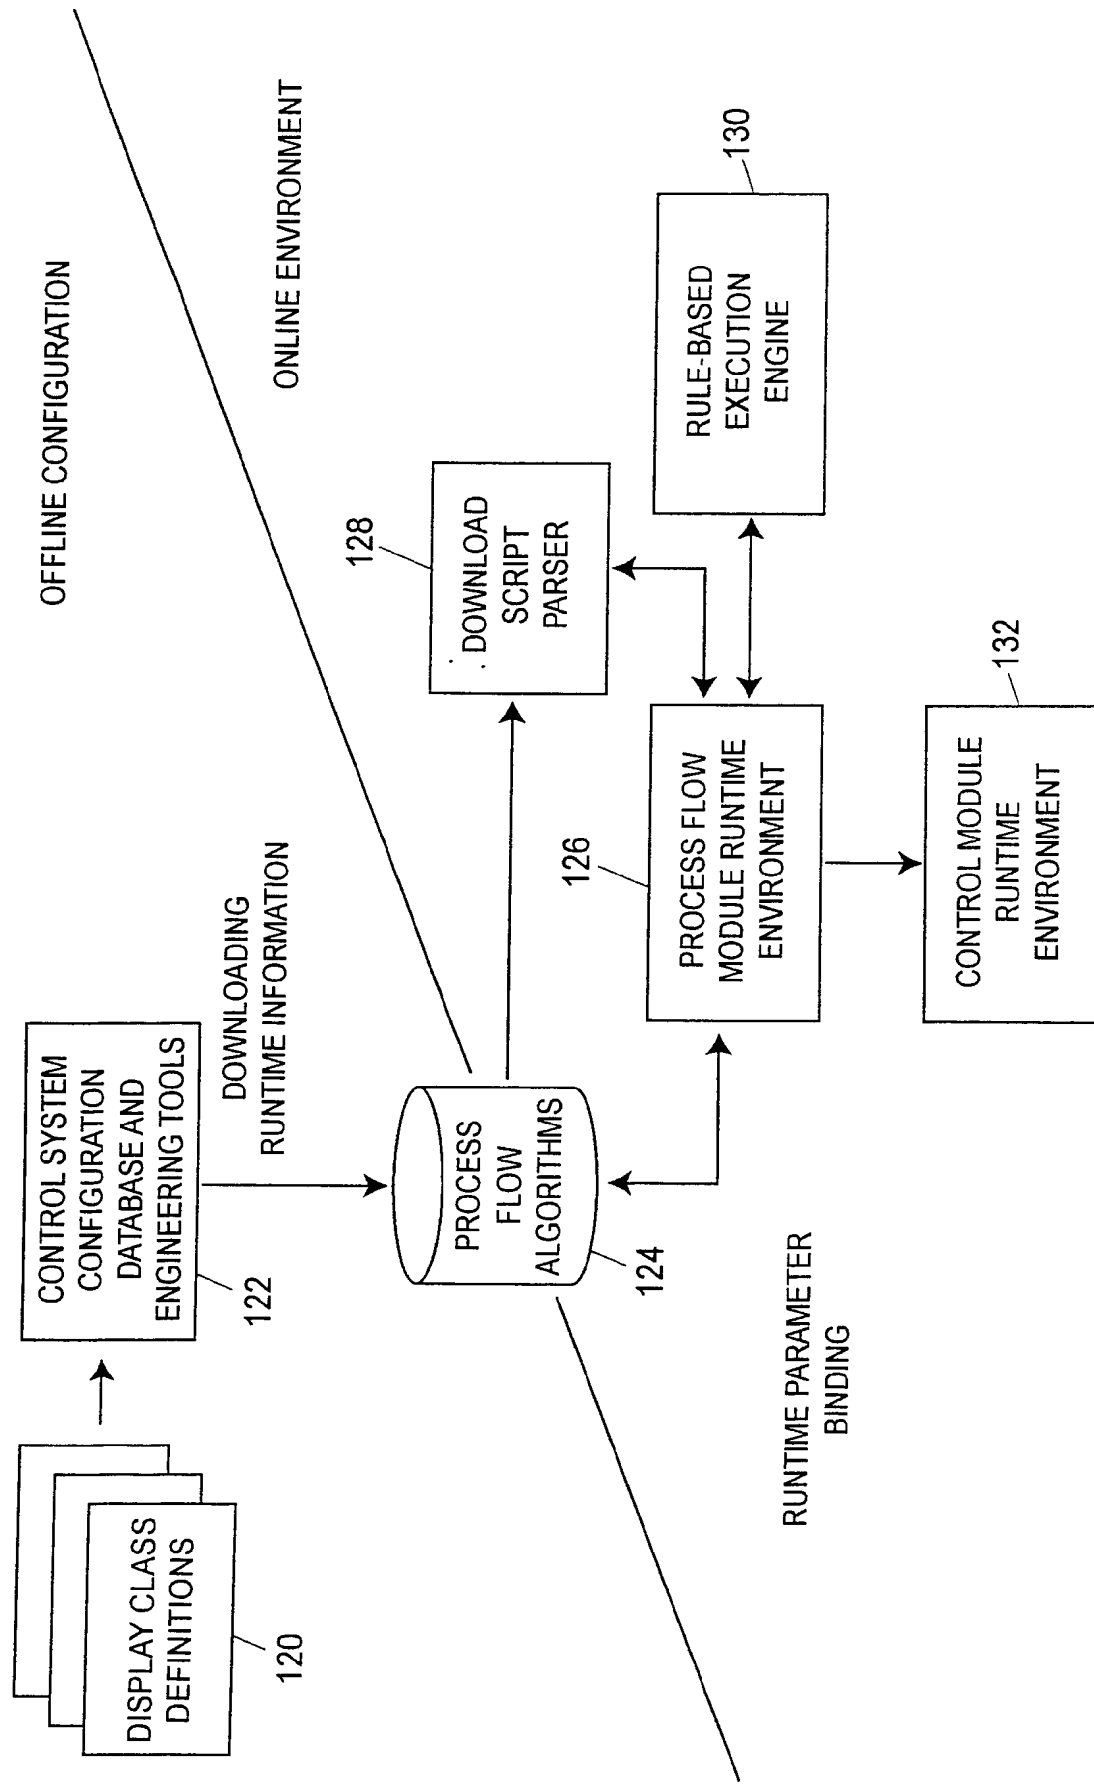 OFFLINE CONFIGURATION
ONLINE ENVIRONMENT
DISPLAY CLASS
DEFINITIONS
120
CONTROL SYSTEM
CONFIGURATION
DATABASE AND
ENGINEERING TOOLS
122
DOWNLOADING
RUNTIME INFORMATION
PROCESS
FLOW
ALGORITHMS
124
DOWNLOAD
SCRIPT
PARSER
128
RUNTIME PARAMETER
BINDING
PROCESS FLOW
MODULE RUNTIME
ENVIRONMENT
126
RULE-BASED
EXECUTION
ENGINE
130
CONTROL MODULE
RUNTIME
ENVIRONMENT
132